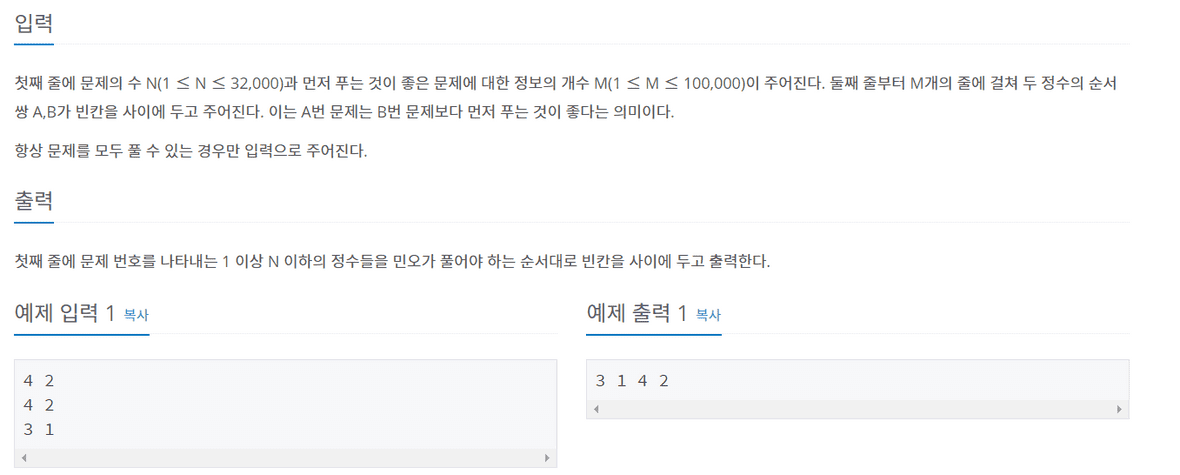 입력
첫째 줄에 문제의 수 N(1 ≤ N ≤ 32,000)과 먼저 푸는 것이 좋은 문제에 대한 정보의 개수 M(1 ≤ M ≤ 100,000)이 주어진다. 둘째 줄부터 M개의 줄에 걸쳐 두 정수의 순서
쌍 A,B가 빈칸을 사이에 두고 주어진다. 이는 A번 문제는 B번 문제보다 먼저 푸는 것이 좋다는 의미이다.
항상 문제를 모두 풀 수 있는 경우만 입력으로 주어진다.
출력
첫째 줄에 문제 번호를 나타내는 1 이상 N 이하의 정수들을 민오가 풀어야 하는 순서대로 빈칸을 사이에 두고 출력한다.
예제 입력 1 복사
4 2
4 2
3 1
예제 출력 1 복사
3 1 4 2